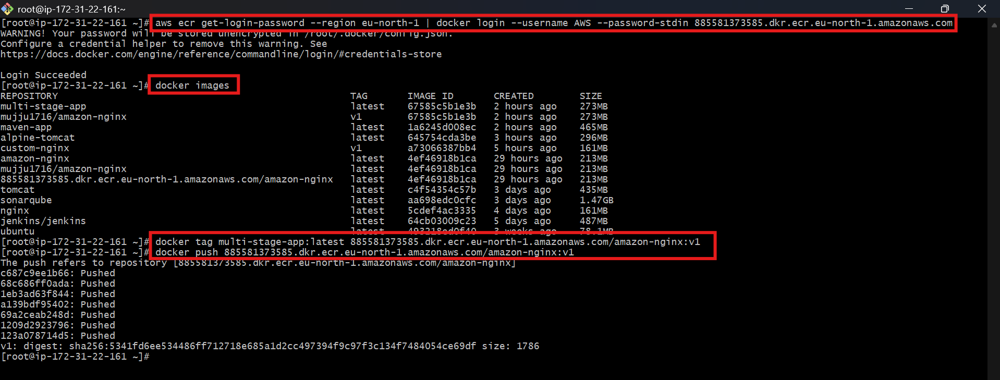 root@ip-172-31-22-161:~
[root@ip-172-31-22-161 ~]# aws ecr get-login-password --region eu-north-1 | docker login --username AWS --password-stdin 885581373585.dkr.ecr.eu-north-1.amazonaws.com
WARNING! Your password will be stored unencrypted in /root/.docker/config.json.
Configure a credential helper to remove this warning. See
https://docs.docker.com/engine/reference/commandline/login/#credentials-store
Login Succeeded
[root@ip-172-31-22-161 ~]# docker images
REPOSITORY TAG IMAGE ID CREATED SIZE
multi-stage-app latest 67585c5b1e3b 2 hours ago 273MB
mujju1716/amazon-nginx v1 67585c5b1e3b 2 hours ago 273MB
maven-app latest 1a6245d008ec 2 hours ago 465MB
alpine-tomcat latest 645754cda3be 3 hours ago 296MB
custom-nginx v1 a73066387bb4 5 hours ago 161MB
amazon-nginx latest 4ef46918b1ca 29 hours ago 213MB
mujju1716/amazon-nginx latest 4ef46918b1ca 29 hours ago 213MB
885581373585.dkr.ecr.eu-north-1.amazonaws.com/amazon-nginx latest 4ef46918b1ca 29 hours ago 213MB
tomcat latest c4f54354c57b 3 days ago 435MB
sonarqube latest aa698edc0cfc 3 days ago 1.47GB
nginx latest 5cdef4ac3335 4 days ago 161MB
jenkins/jenkins latest 64cb03009c23 5 days ago 487MB
ubuntu latest 493218ed0f40 3 weeks ago 78.1MB
[root@ip-172-31-22-161 ~]# docker tag multi-stage-app:latest 885581373585.dkr.ecr.eu-north-1.amazonaws.com/amazon-nginx:v1
[root@ip-172-31-22-161 ~]# docker push 885581373585.dkr.ecr.eu-north-1.amazonaws.com/amazon-nginx:v1
The push refers to repository [885581373585.dkr.ecr.eu-north-1.amazonaws.com/amazon-nginx]
c687c9ee1b66: Pushed
68c686ff0ada: Pushed
1eb3ad63f844: Pushed
a139bdf95402: Pushed
69a2ceab248d: Pushed
1209d2923796: Pushed
123a078714d5: Pushed
v1: digest: sha256:5341fd6ee534486ff712718e685a1d2cc497394f9c97f3c134f7484054ce69df size: 1786
[root@ip-172-31-22-161 ~]#